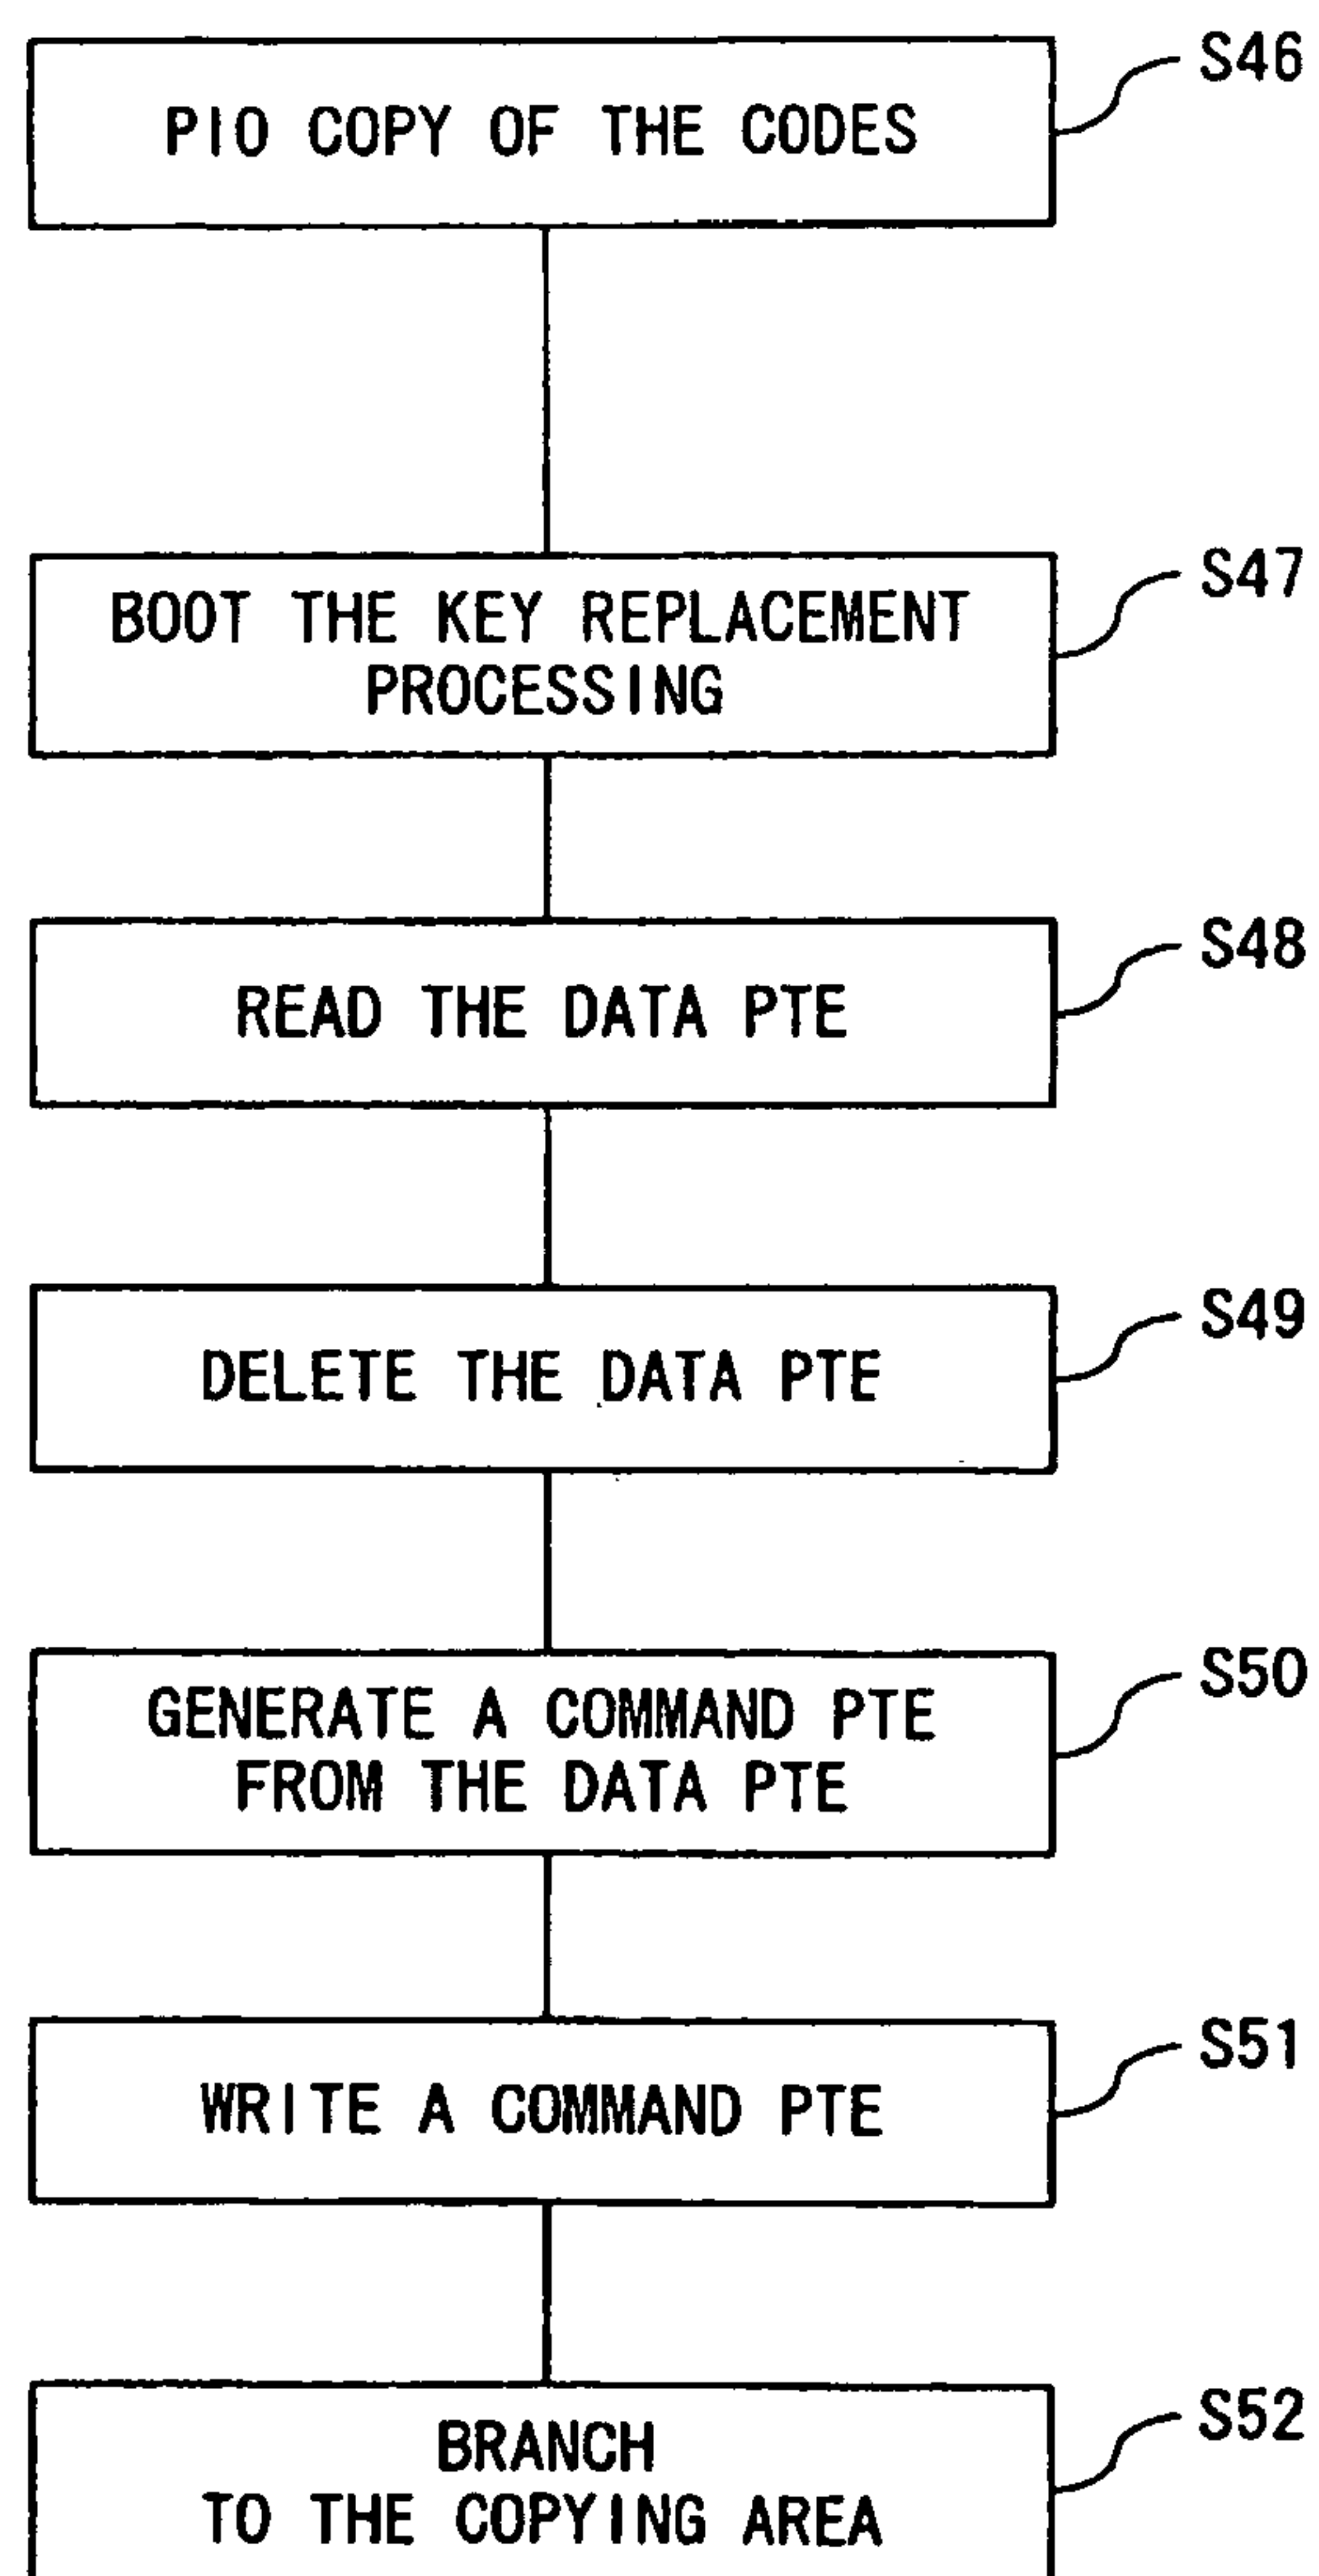 S46
PIO COPY OF THE CODES
S47
BOOT THE KEY REPLACEMENT
PROCESSING
S48
READ THE DATA PTE
S49
DELETE THE DATA PTE
S50
GENERATE A COMMAND PTE
FROM THE DATA PTE
S51
WRITE A COMMAND PTE
S52
BRANCH
TO THE COPYING AREA